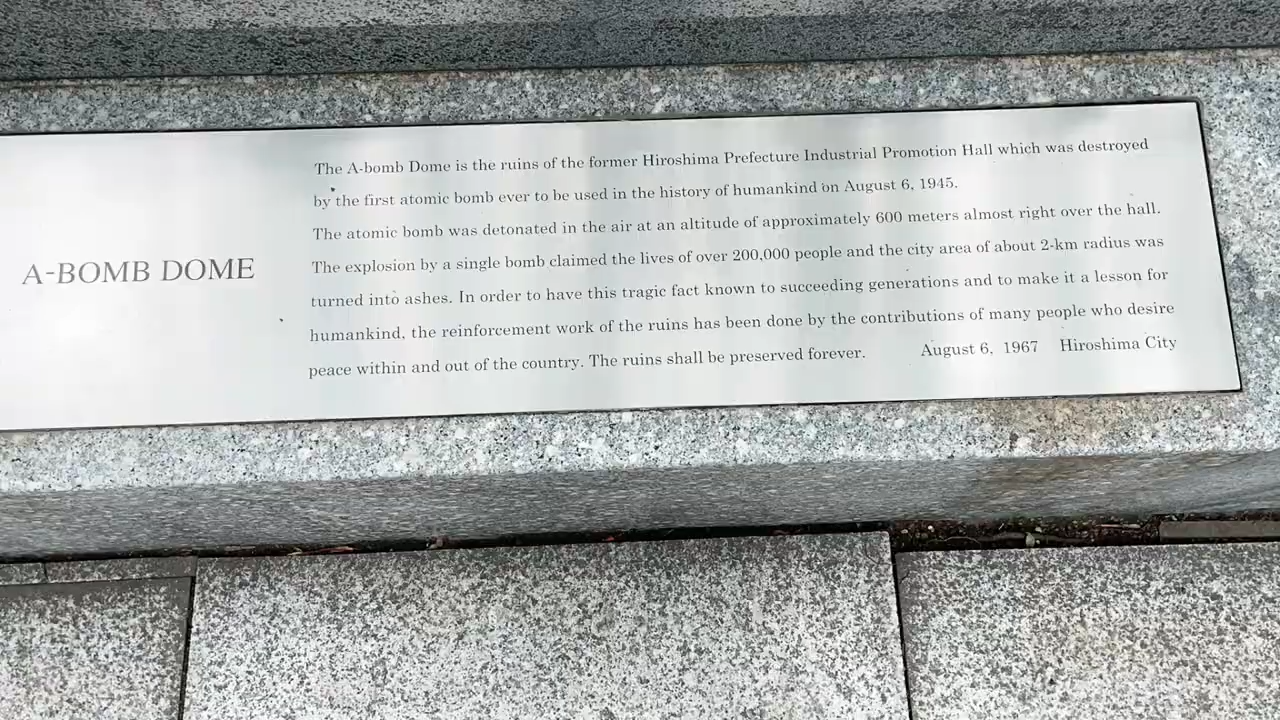 A-BOMB DOME
The A-bomb Dome is the ruins of the former Hiroshima Prefecture Industrial Promotion Hall which was destroyed
by the first atomic bomb ever to be used in the history of humankind on August 6, 1945.
The atomic bomb was detonated in the air at an altitude of approximately 600 meters almost right over the hall.
The explosion by a single bomb claimed the lives of over 200,000 people and the city area of about 2-km radius was
turned into ashes. In order to have this tragic fact known to succeeding generations and to make it a lesson for
humankind, the reinforcement work of the ruins has been done by the contributions of many people who desire
peace within and out of the country. The ruins shall be preserved forever. August 6, 1967 Hiroshima City